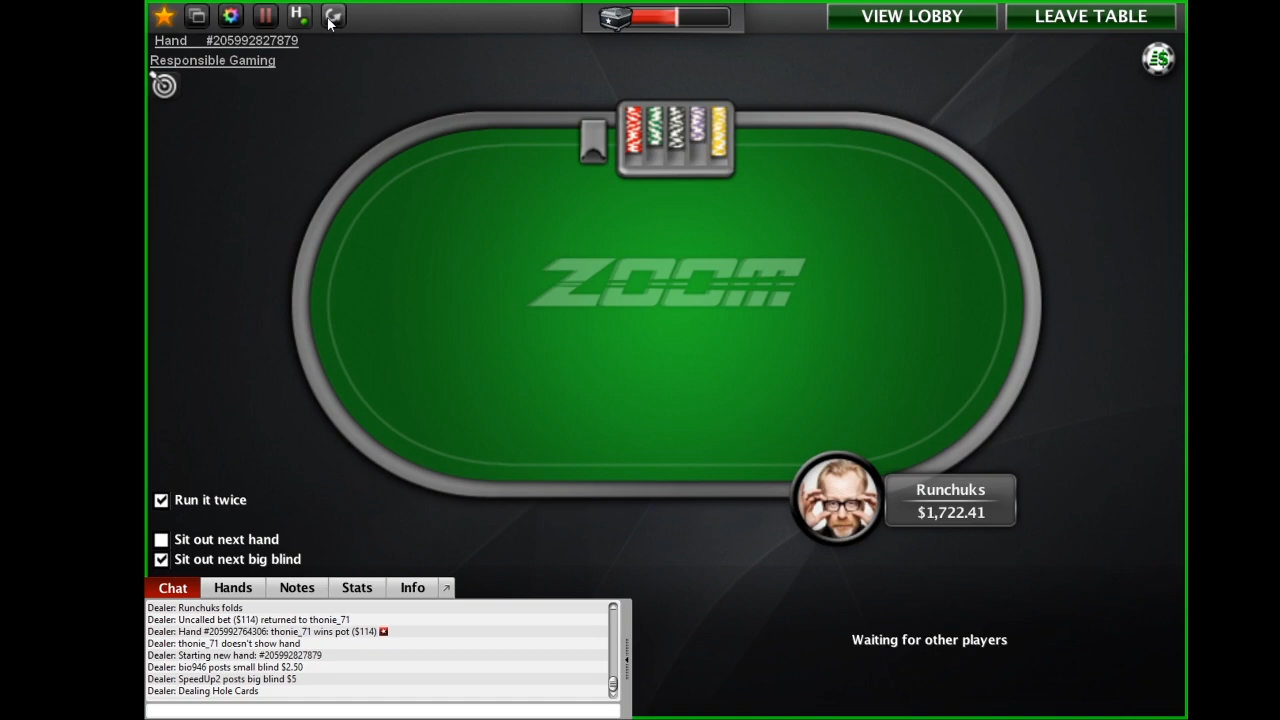 H
VIEW LOBBY
LEAVE TABLE
Hand #205992827879
Responsible Gaming
$
ZOOM
Runchuks
$1,722.41
Run it twice
Sit out next hand
Sit out next big blind
Chat Hands Notes Stats Info
Dealer: Runchuks folds
Dealer: Uncalled bet ($114) returned to thonie_71
Dealer: Hand #205992764306: thonie_71 wins pot ($114)
Dealer: thonie_71 doesn't show hand
Dealer: Starting new hand: #205992827879
Dealer: bio946 posts small blind $2.50
Dealer: SpeedUp2 posts big blind $5
Dealer: Dealing Hole Cards
Waiting for other players